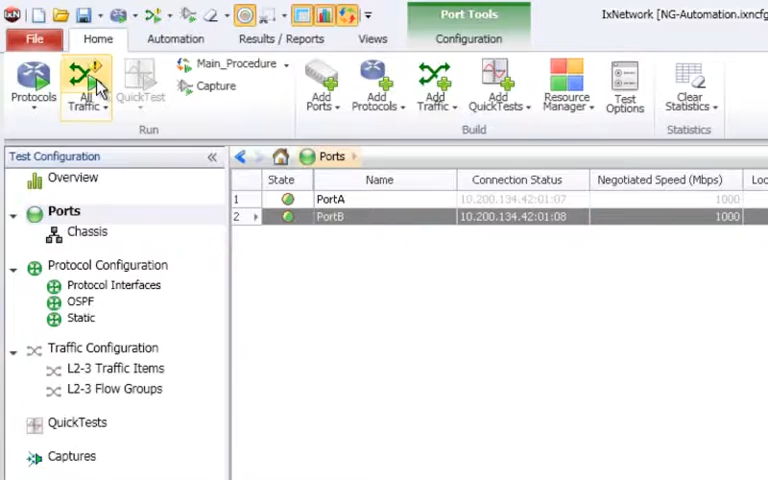 IXN
Port Tools
IxNetwork [NG-Automation.ixncfg
File
Home
Automation
Results / Reports
Views
Configuration
Protocols
All
Traffic
QuickTest
Main_Procedure
Capture
Run
Add
Ports
Add
Protocols
Add
Traffic
Add
QuickTests
Resource
Manager
Test
Options
Build
Clear
Statistics
Statistics
Test Configuration
Overview
Ports
Chassis
Protocol Configuration
Protocol Interfaces
OSPF
Static
Traffic Configuration
L2-3 Traffic Items
L2-3 Flow Groups
QuickTests
Captures
Ports
State Name Connection Status Negotiated Speed (Mbps) Loc
1 PortA 10.200.134.42:01:07 1000
2 PortB 10.200.134.42:01:08 1000